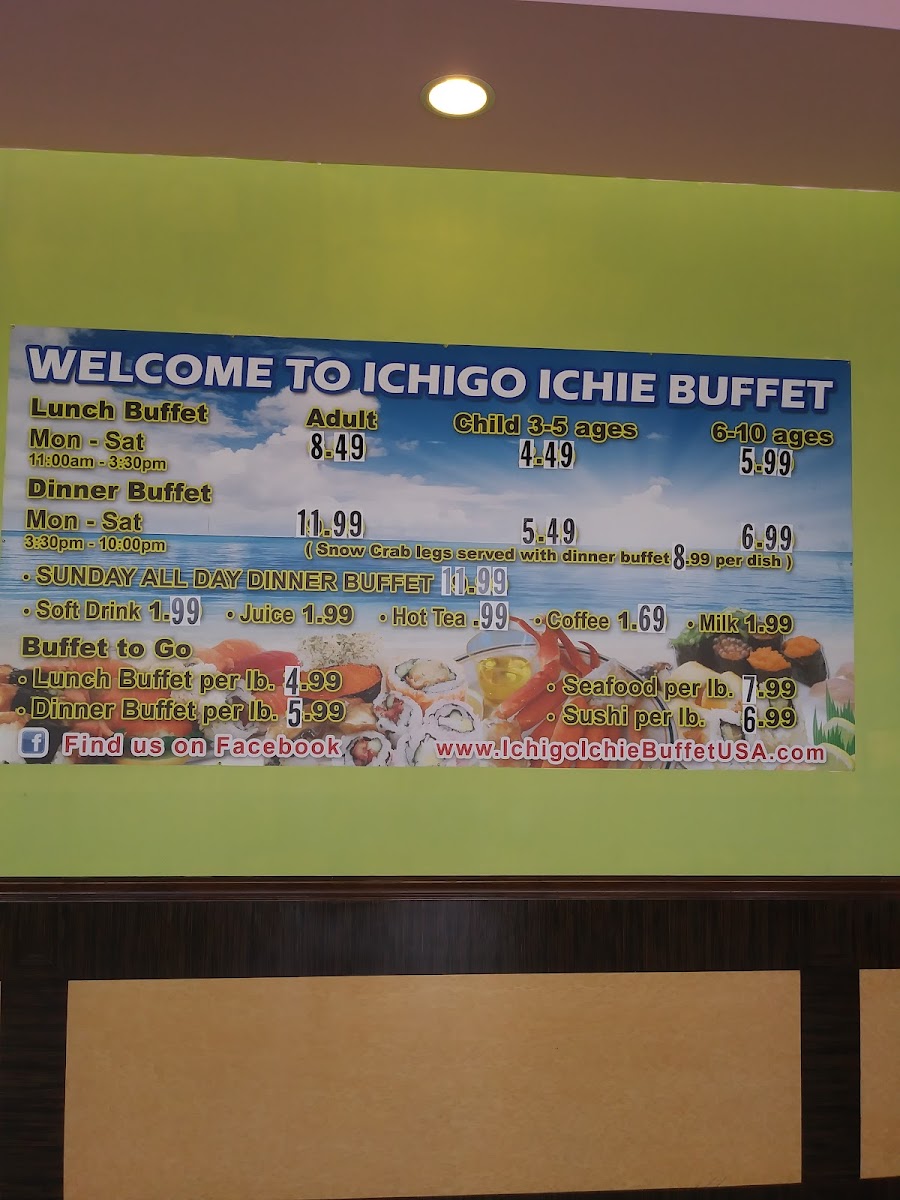 WELCOME TO ICHIGO ICHIE BUFFET
Lunch Buffet Adult Child 3-5 ages 6-10 ages
Mon - Sat 8.49 4.49 5.99
11:00am - 3:30pm
Dinner Buffet
Mon - Sat 11.99 5.49 6.99
3:30pm - 10:00pm ( Snow Crab legs served with dinner buffet 8.99 per dish )
• SUNDAY ALL DAY DINNER BUFFET 11.99
• Soft Drink 1.99 • Juice 1.99 • Hot Tea .99 • Coffee 1.69 • Milk 1.99
Buffet to Go
• Lunch Buffet per lb. 4.99 • Seafood per lb. 7.99
• Dinner Buffet per lb. 5.99 • Sushi per lb. 6.99
f Find us on Facebook www.IchigoIchieBuffetUSA.com